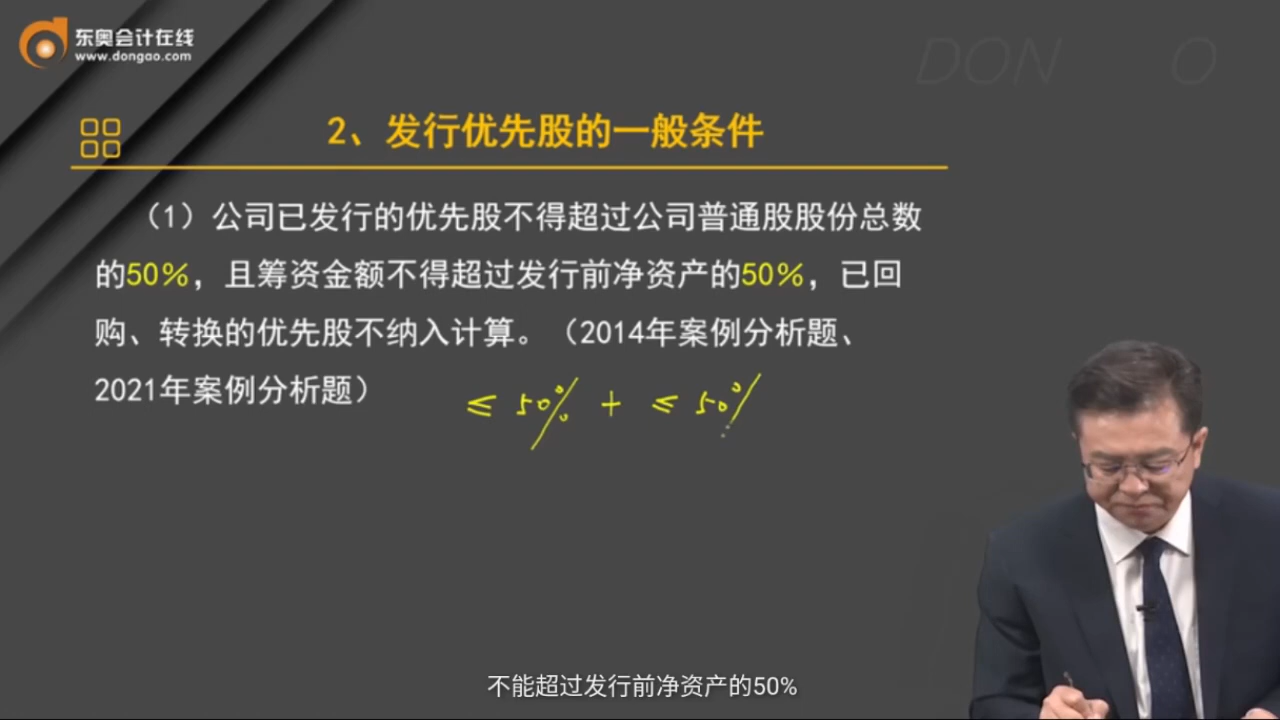 东奥会计在线
www.dongao.com
DON O
2、发行优先股的一般条件
（1）公司已发行的优先股不得超过公司普通股股份总数
的50%，且筹资金额不得超过发行前净资产的50%，已回
购、转换的优先股不纳入计算。（2014年案例分析题、
2021年案例分析题）
≤ 50% + ≤ 50%
不能超过发行前净资产的50%